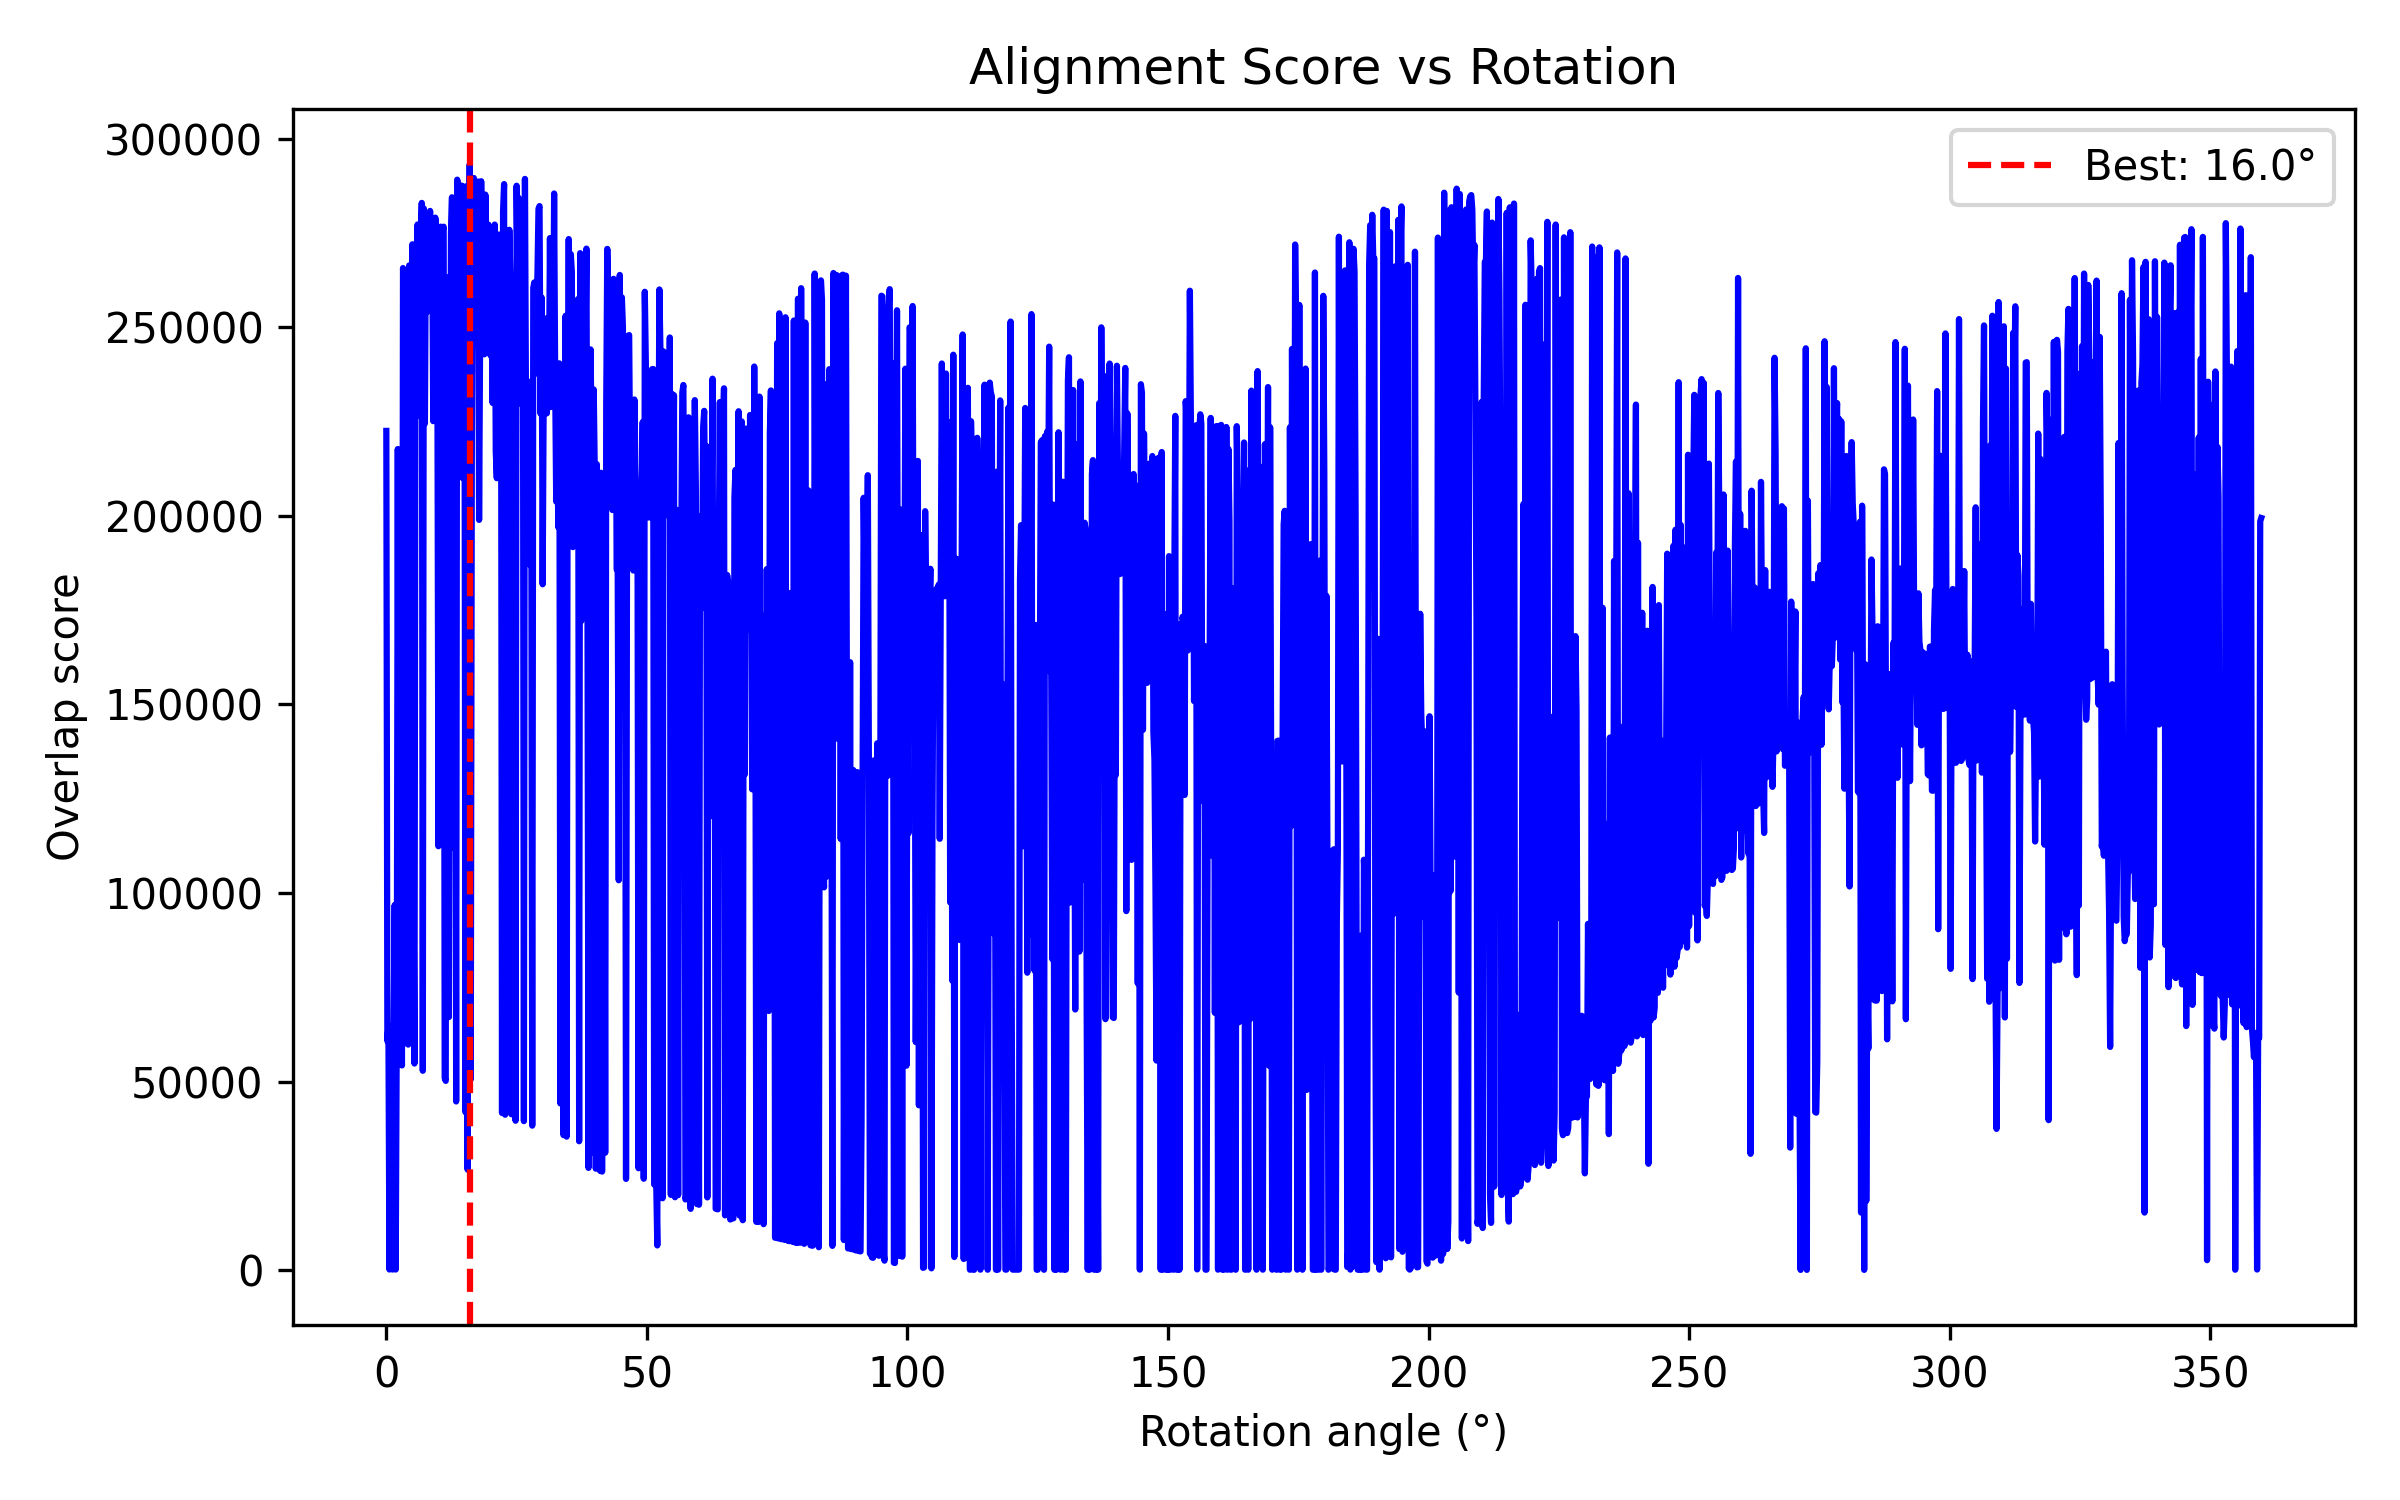 Alignment Score vs Rotation
Best: 16.0°
Overlap score
300000
250000
200000
150000
100000
50000
0
0 50 100 150 200 250 300 350
Rotation angle (°)